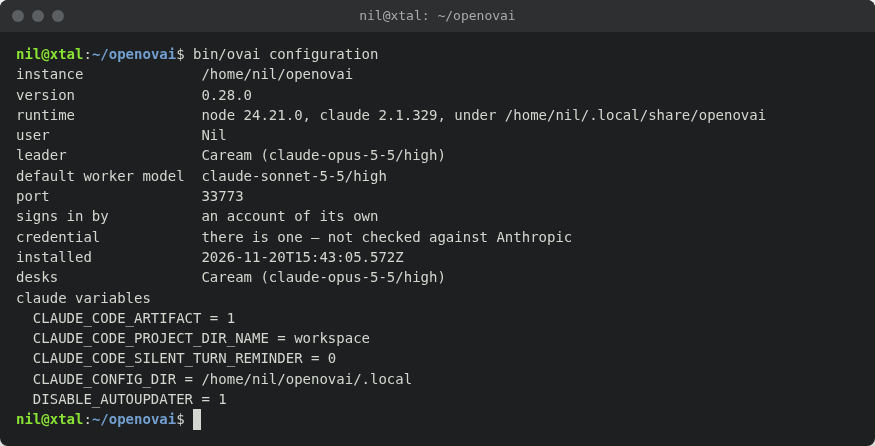 nil@xtal: ~/openovai
nil@xtal:~/openovai$ bin/ovai configuration
instance              /home/nil/openovai
version               0.28.0
runtime               node 24.21.0, claude 2.1.329, under /home/nil/.local/share/openovai
user                  Nil
leader                Caream (claude-opus-5-5/high)
default worker model  claude-sonnet-5-5/high
port                  33773
signs in by           an account of its own
credential            there is one — not checked against Anthropic
installed             2026-11-20T15:43:05.572Z
desks                 Caream (claude-opus-5-5/high)
claude variables
  CLAUDE_CODE_ARTIFACT = 1
  CLAUDE_CODE_PROJECT_DIR_NAME = workspace
  CLAUDE_CODE_SILENT_TURN_REMINDER = 0
  CLAUDE_CONFIG_DIR = /home/nil/openovai/.local
  DISABLE_AUTOUPDATER = 1
nil@xtal:~/openovai$